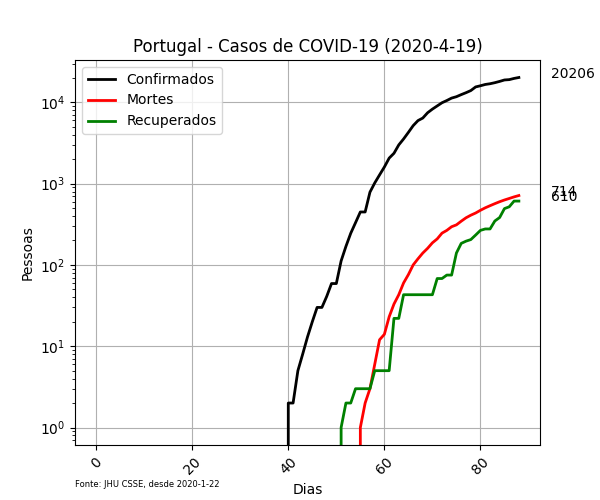 Portugal - Casos de COVID-19 (2020-4-19)
Confirmados
Mortes
Recuperados
20206
714
610
10⁴
10³
10²
10¹
10⁰
Pessoas
0
20
40
60
80
Dias
Fonte: JHU CSSE, desde 2020-1-22